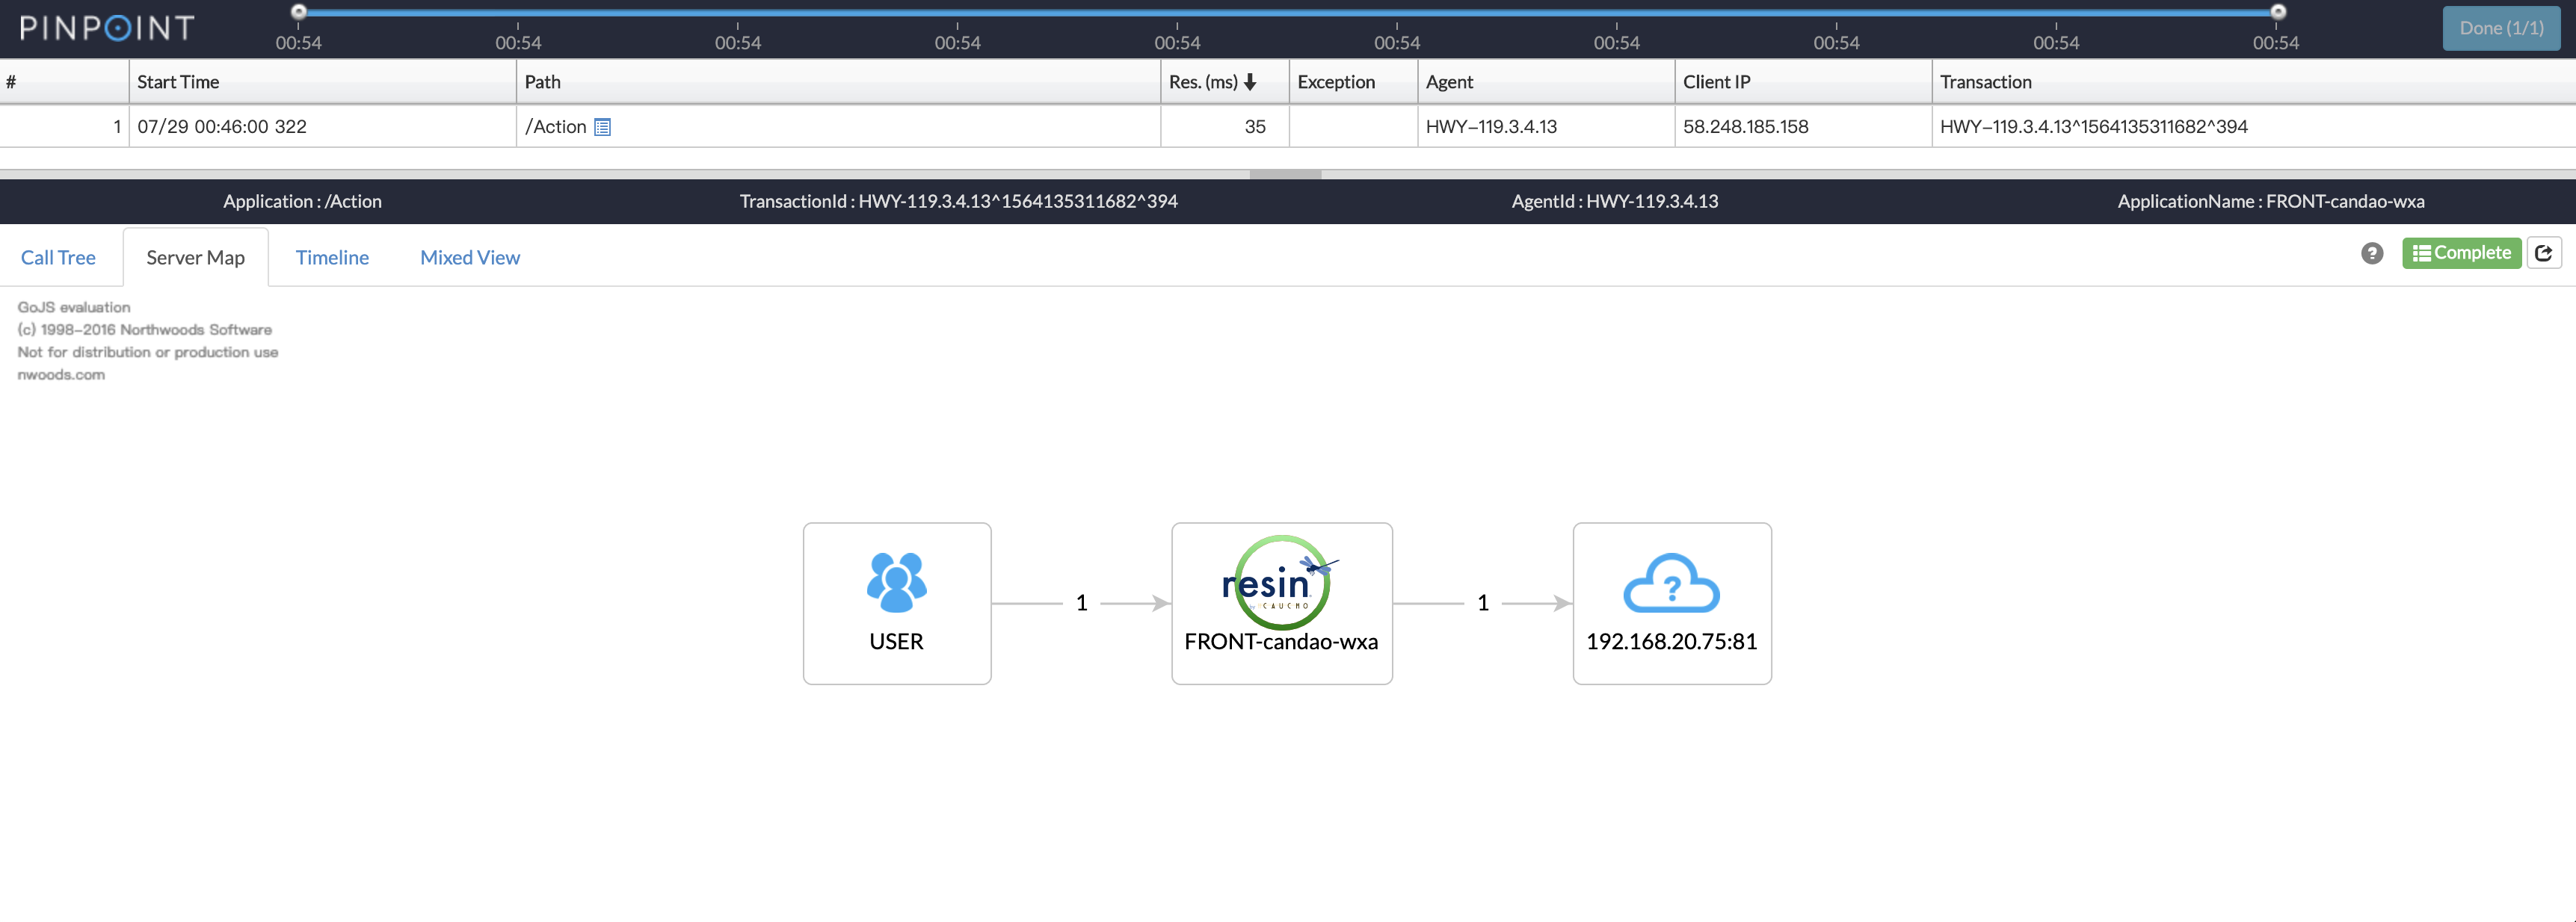 PINPOINT
00:54 00:54 00:54 00:54 00:54 00:54 00:54 00:54 00:54 00:54
Done (1/1)
# Start Time Path Res. (ms) Exception Agent Client IP Transaction
1 07/29 00:46:00 322 /Action 35 HWY-119.3.4.13 58.248.185.158 HWY-119.3.4.13^1564135311682^394
Application : /Action TransactionId : HWY-119.3.4.13^1564135311682^394 AgentId : HWY-119.3.4.13 ApplicationName : FRONT-candao-wxa
Call Tree Server Map Timeline Mixed View ? Complete
GoJS evaluation
(c) 1998-2016 Northwoods Software
Not for distribution or production use
nwoods.com
resin
by CAUCHO
?
1 1
USER FRONT-candao-wxa 192.168.20.75:81